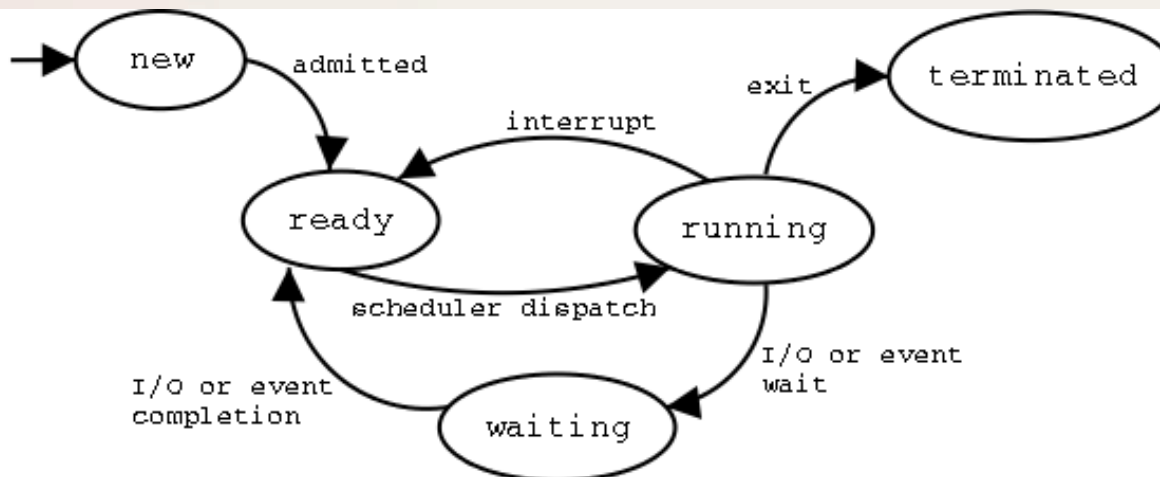 new
admitted
terminated
exit
interrupt
ready
running
scheduler dispatch
I/O or event
wait
I/O or event
completion
waiting